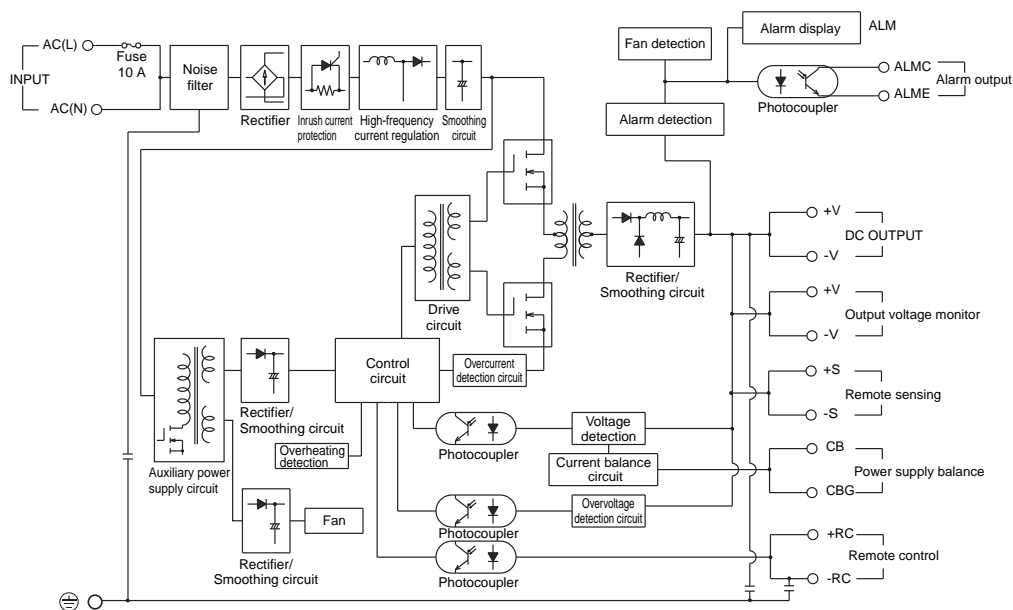 Alarm display
ALM
Fan detection
AC(L)
Fuse
10 A
INPUT
AC(N)
Noise
filter
Rectifier
Inrush current
protection
High-frequency
current regulation
Smoothing
circuit
ALMC
ALME
Alarm output
Photocoupler
Alarm detection
+V
DC OUTPUT
-V
Rectifier/
Smoothing circuit
Drive
circuit
+V
Output voltage monitor
-V
Control
circuit
Overcurrent
detection circuit
+S
Remote sensing
-S
Rectifier/
Smoothing circuit
Auxiliary power
supply circuit
Overheating
detection
Photocoupler
Voltage
detection
Current balance
circuit
CB
Power supply balance
CBG
Photocoupler
Overvoltage
detection circuit
Fan
Rectifier/
Smoothing circuit
Photocoupler
+RC
Remote control
-RC